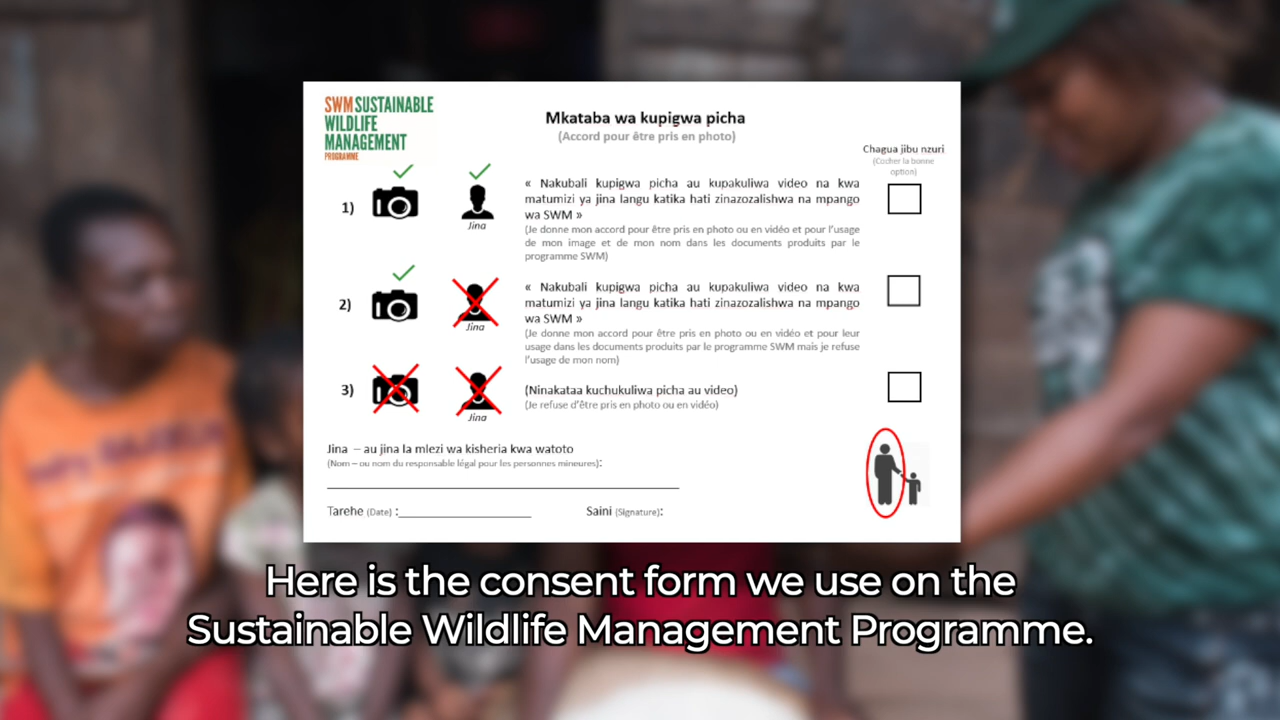 SWM SUSTAINABLE
WILDLIFE
MANAGEMENT
PROGRAMME
Mkataba wa kupigwa picha
(Accord pour être pris en photo)
Chagua jibu nzuri
(Cocher la bonne
option)
1)
Jina
« Nakubali kupigwa picha au kupakuliwa video na kwa
matumizi ya jina langu katika hati zinazozalishwa na mpango
wa SWM »
(Je donne mon accord pour être pris en photo ou en vidéo et pour l'usage
de mon image et de mon nom dans les documents produits par le
programme SWM)
2)
Jina
« Nakubali kupigwa picha au kupakuliwa video na kwa
matumizi ya jina langu katika hati zinazozalishwa na mpango
wa SWM »
(Je donne mon accord pour être pris en photo ou en vidéo et pour leur
usage dans les documents produits par le programme SWM mais je refuse
l'usage de mon nom)
3)
Jina
(Ninakataa kuchukuliwa picha au video)
(Je refuse d'être pris en photo ou en vidéo)
Jina – au jina la mlezi wa kisheria kwa watoto
(Nom – ou nom du responsable légal pour les personnes mineures):
Tarehe (Date) :
Saini (Signature):
Here is the consent form we use on the
Sustainable Wildlife Management Programme.